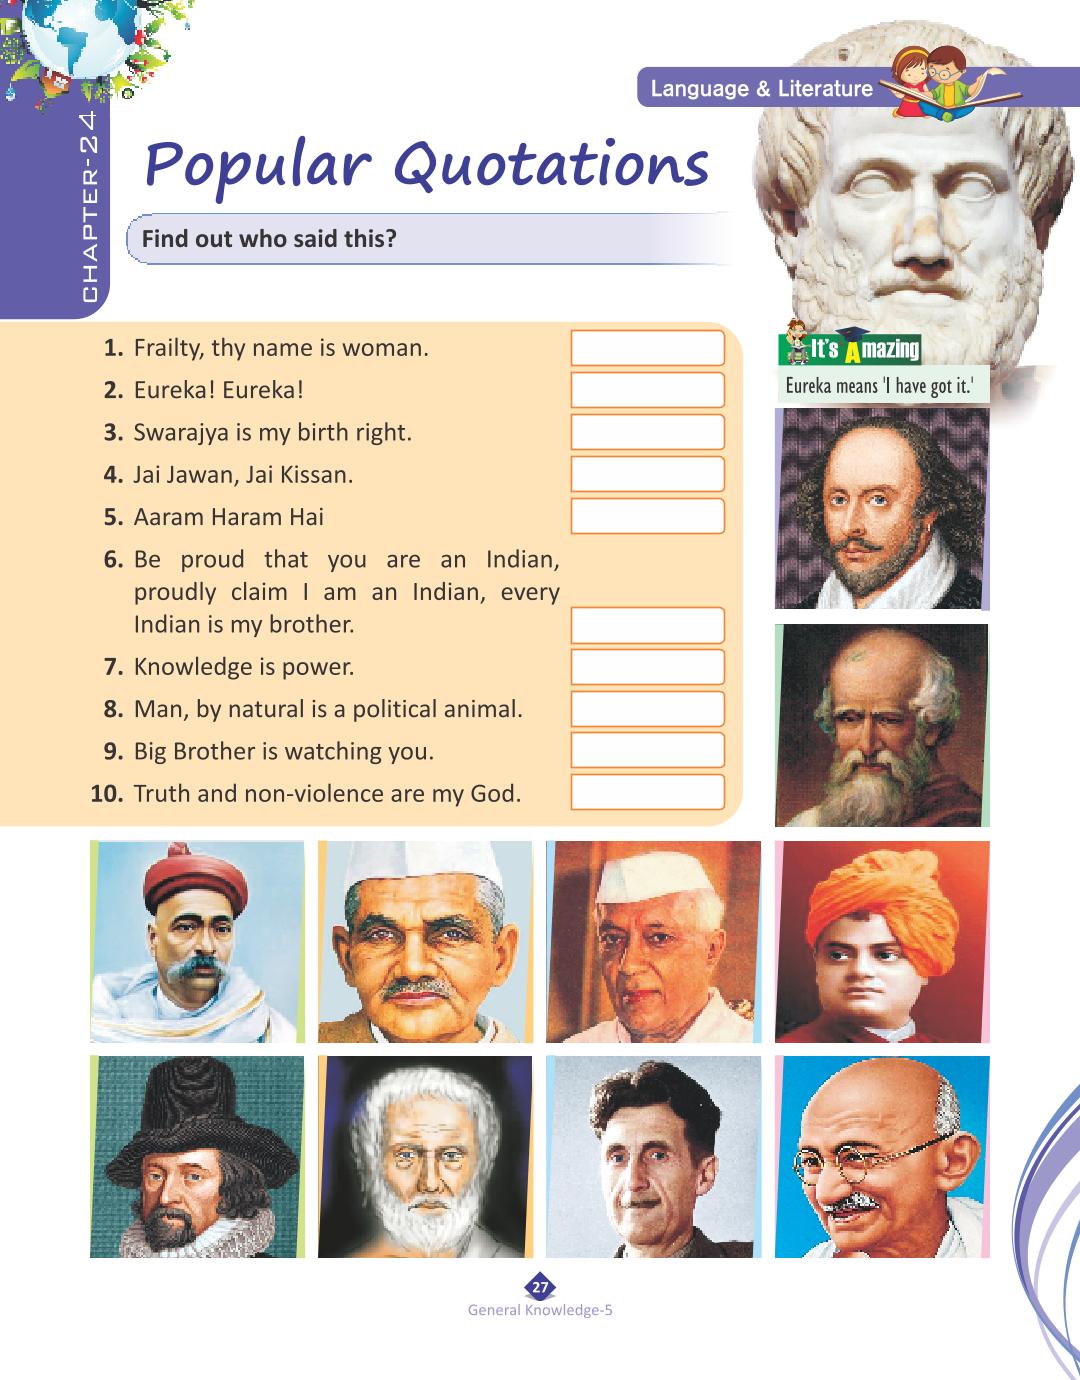 CHAPTER-24
Language & Literature
Popular Quotations
Find out who said this?
1. Frailty, thy name is woman.
2. Eureka! Eureka!
3. Swarajya is my birth right.
4. Jai Jawan, Jai Kissan.
5. Aaram Haram Hai
6. Be proud that you are an Indian,
proudly claim I am an Indian, every
Indian is my brother.
7. Knowledge is power.
8. Man, by natural is a political animal.
9. Big Brother is watching you.
10. Truth and non-violence are my God.
It's Amazing
Eureka means 'I have got it.'
27
General Knowledge-5